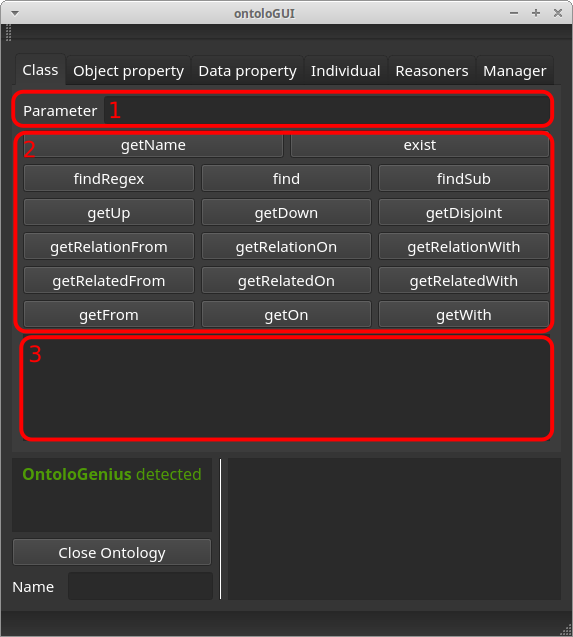 ontoloGUI
Class Object property Data property Individual Reasoners Manager
Parameter 1
2
getName exist
findRegex find findSub
getUp getDown getDisjoint
getRelationFrom getRelationOn getRelationWith
getRelatedFrom getRelatedOn getRelatedWith
getFrom getOn getWith
3
OntoloGenius detected
Close Ontology
Name